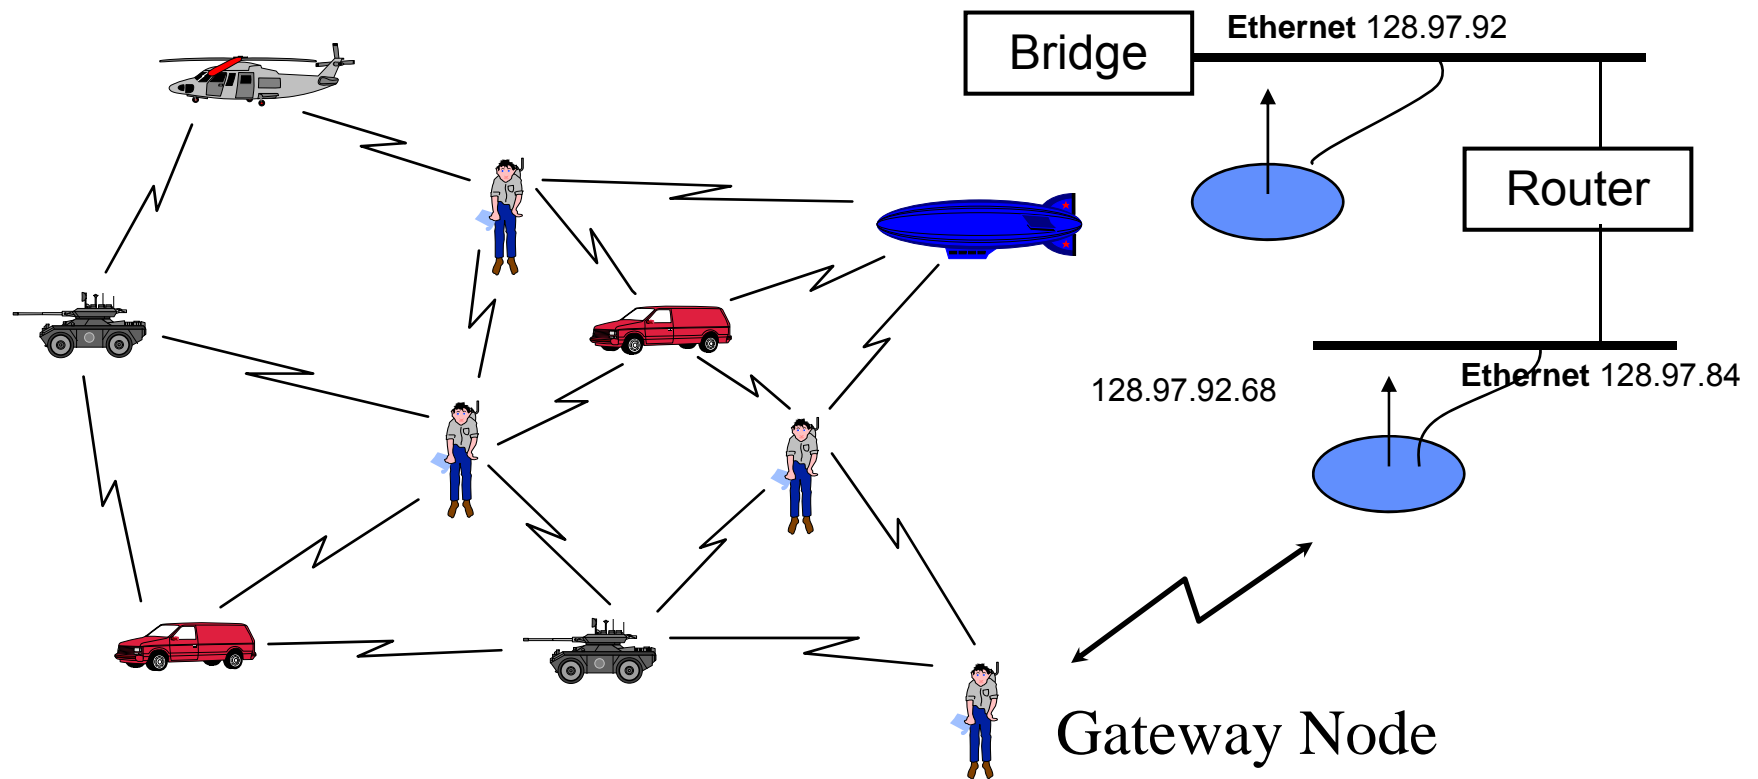 Ethernet 128.97.92
Bridge
Router
128.97.92.68
Ethernet 128.97.84
Gateway Node